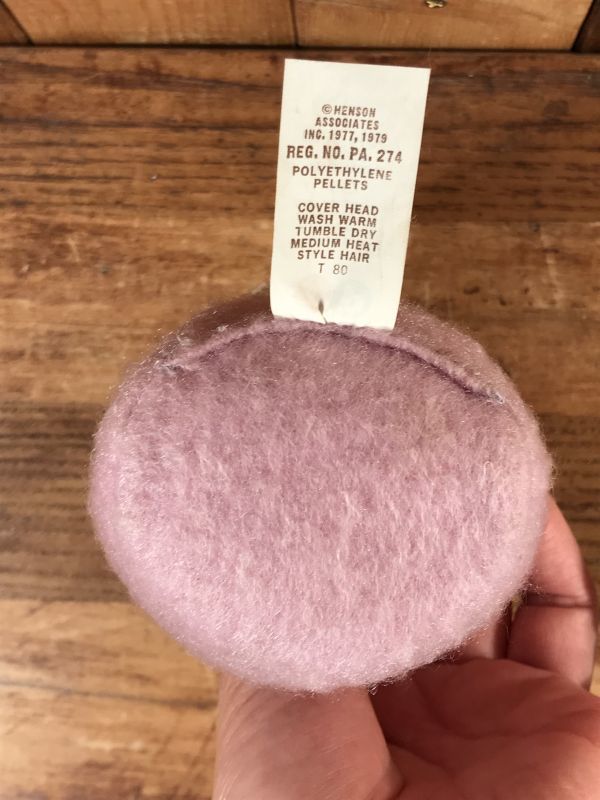 ©HENSON
ASSOCIATES
INC. 1977, 1979
REG. NO. PA. 274
POLYETHYLENE
PELLETS
COVER HEAD
WASH WARM
TUMBLE DRY
MEDIUM HEAT
STYLE HAIR
T 80